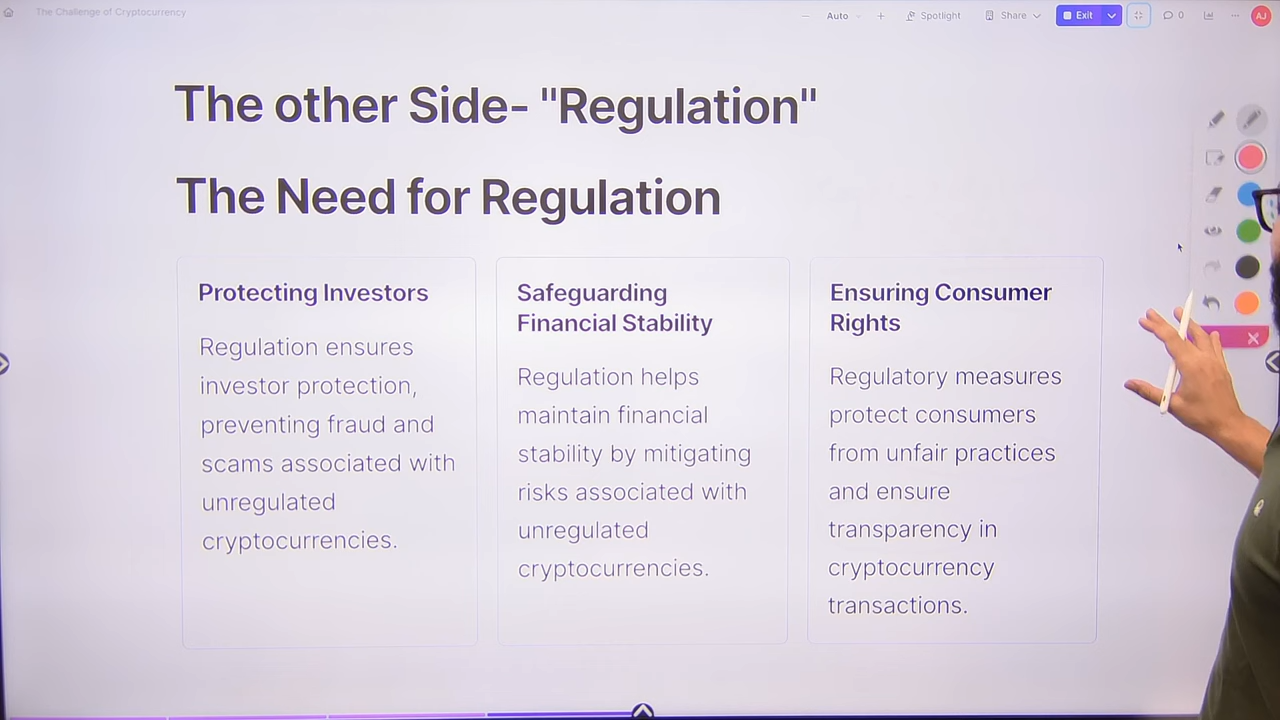 The Challenge of Cryptocurrency
Auto
Spotlight
Share
Exit
0
AJ
The other Side- "Regulation"
The Need for Regulation
Protecting Investors
Regulation ensures
investor protection,
preventing fraud and
scams associated with
unregulated
cryptocurrencies.
Safeguarding
Financial Stability
Regulation helps
maintain financial
stability by mitigating
risks associated with
unregulated
cryptocurrencies.
Ensuring Consumer
Rights
Regulatory measures
protect consumers
from unfair practices
and ensure
transparency in
cryptocurrency
transactions.